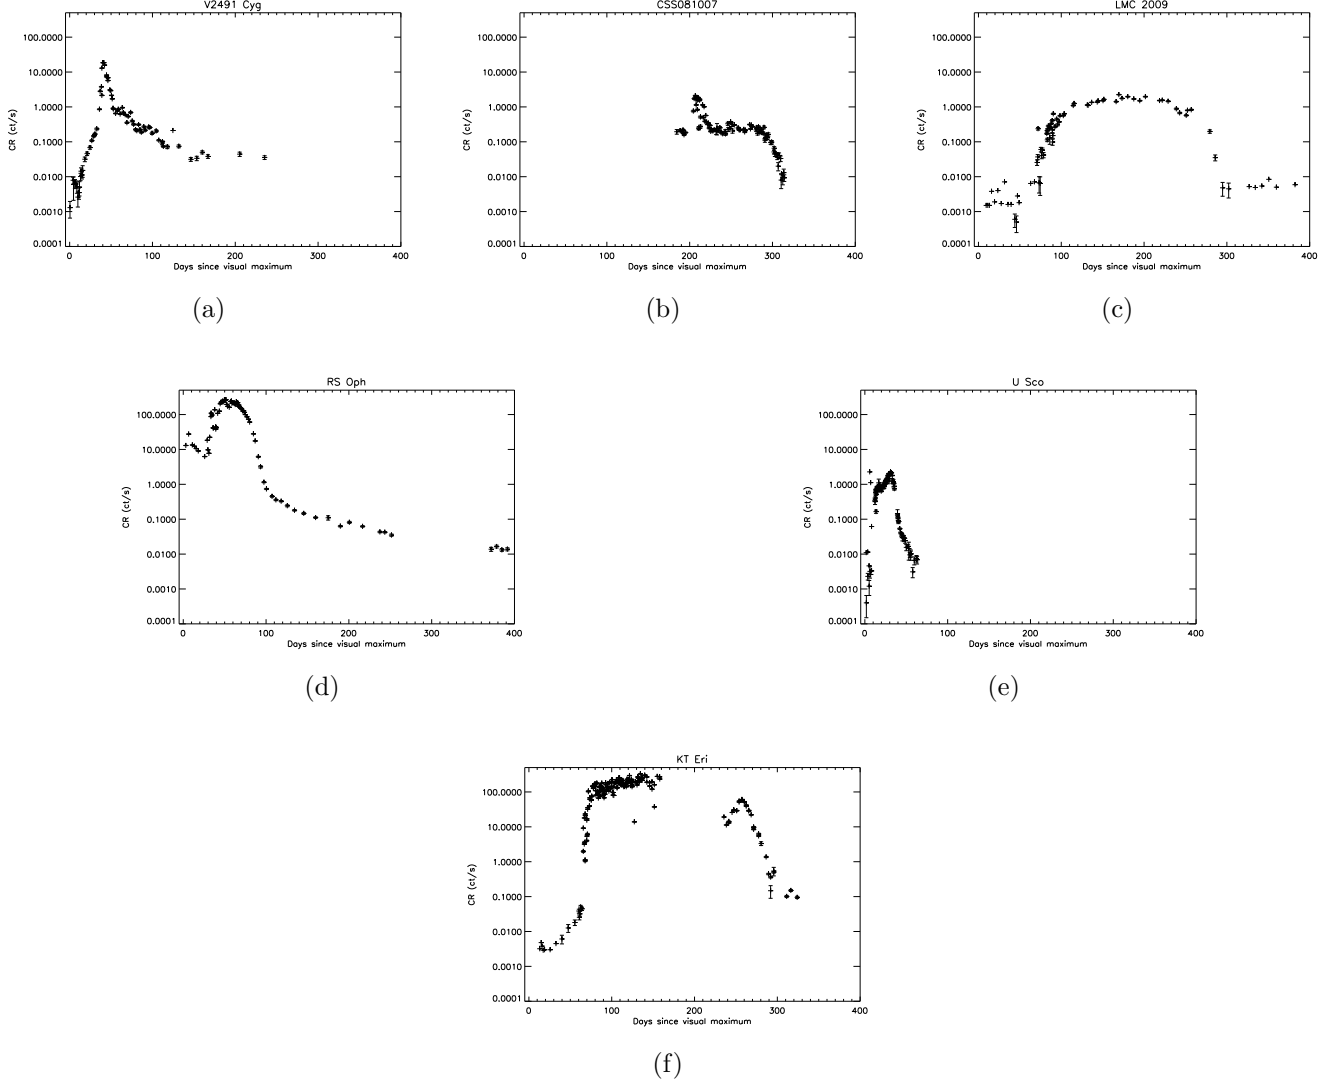 V2491 Cyg
CSS081007
LMC 2009
100.0000
10.0000
1.0000
0.1000
0.0100
0.0010
0.0001
CR (ct/s)
0 100 200 300 400
Days since visual maximum
100.0000
10.0000
1.0000
0.1000
0.0100
0.0010
0.0001
CR (ct/s)
0 100 200 300 400
Days since visual maximum
100.0000
10.0000
1.0000
0.1000
0.0100
0.0010
0.0001
CR (ct/s)
0 100 200 300 400
Days since visual maximum
(a)
(b)
(c)
RS Oph
U Sco
100.0000
10.0000
1.0000
0.1000
0.0100
0.0010
0.0001
CR (ct/s)
0 100 200 300 400
Days since visual maximum
100.0000
10.0000
1.0000
0.1000
0.0100
0.0010
0.0001
CR (ct/s)
0 100 200 300 400
Days since visual maximum
(d)
(e)
KT Eri
100.0000
10.0000
1.0000
0.1000
0.0100
0.0010
0.0001
CR (ct/s)
0 100 200 300 400
Days since visual maximum
(f)